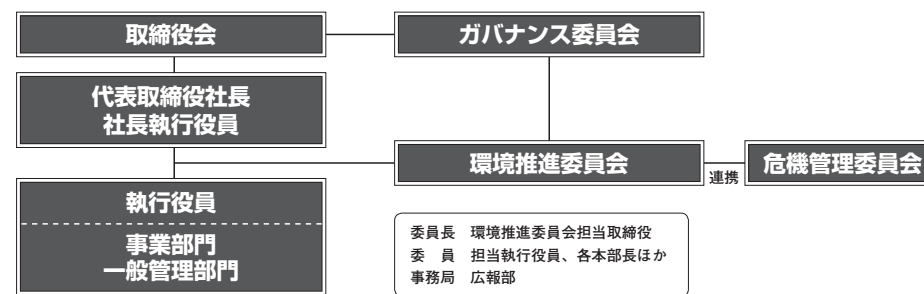 取締役会
ガバナンス委員会
代表取締役社長
社長執行役員
環境推進委員会
連携
危機管理委員会
執行役員
事業部門
一般管理部門
委員長 環境推進委員会担当取締役
委 員 担当執行役員、各本部長ほか
事務局 広報部